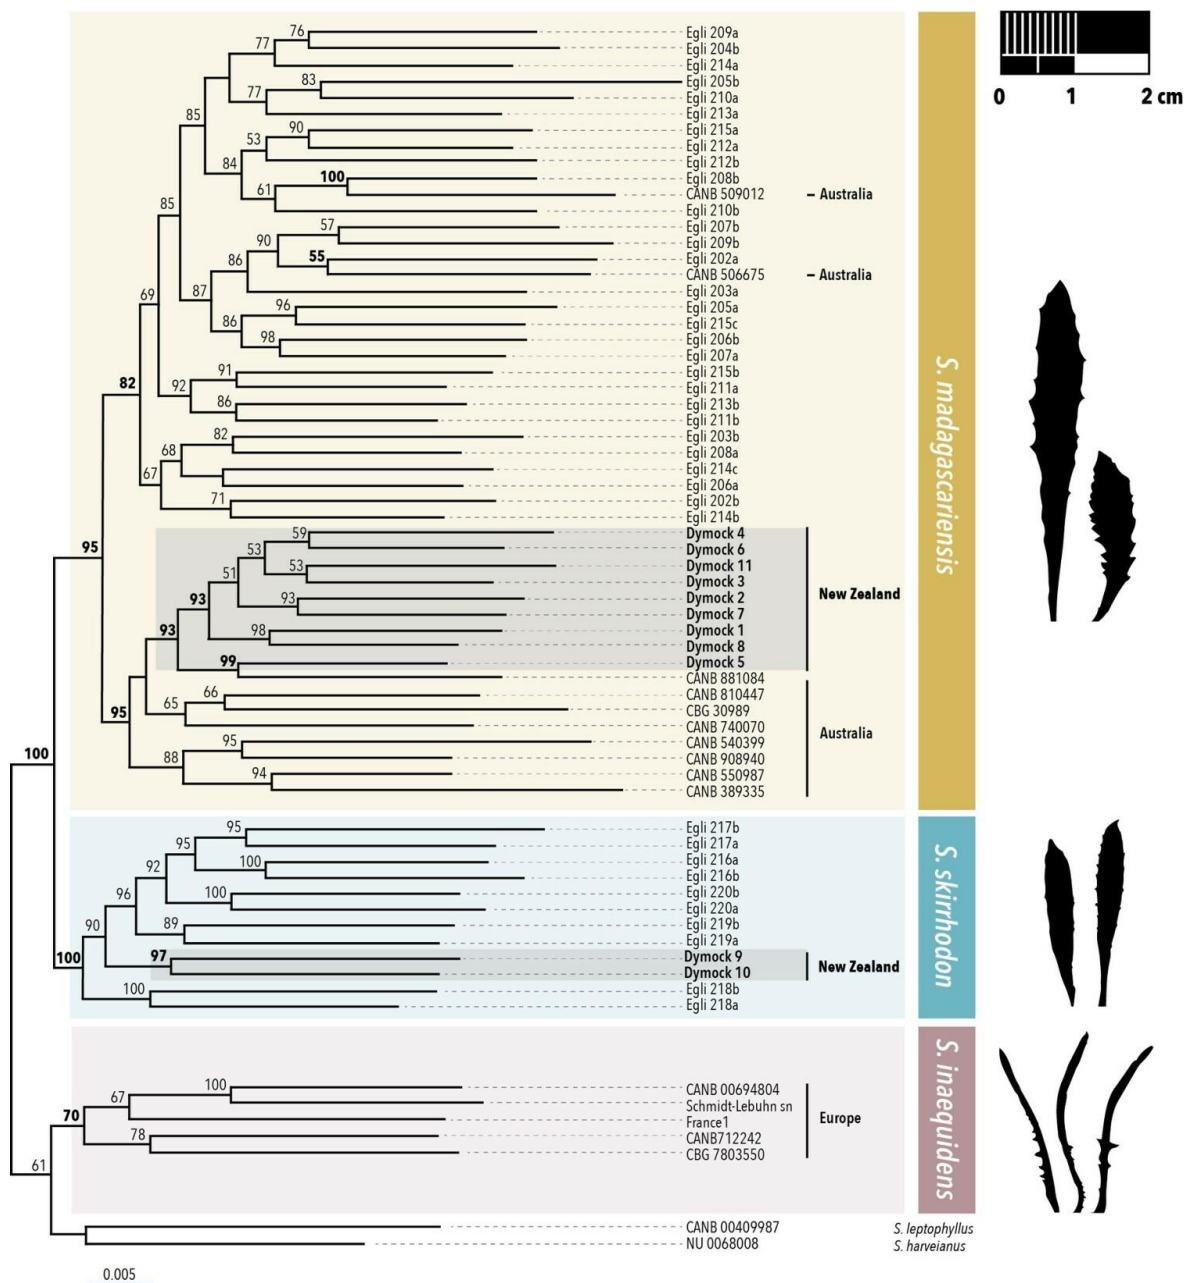 76
Egli 209a
77
Egli 204b
Egli 214a
83
Egli 205b
77
Egli 210a
85
Egli 213a
90
Egli 215a
53
Egli 212a
84
Egli 212b
100
Egli 208b
61
CANB 509012
Australia
85
Egli 210b
57
Egli 207b
90
Egli 209b
86
55
Egli 202a
CANB 506675
Australia
87
Egli 203a
69
96
Egli 205a
86
Egli 215c
98
Egli 206b
Egli 207a
82
91
Egli 215b
92
Egli 211a
86
Egli 213b
Egli 211b
82
Egli 203b
68
Egli 208a
67
Egli 214c
Egli 206a
71
Egli 202b
Egli 214b
95
59
Dymock 4
53
Dymock 6
51
53
Dymock 11
Dymock 3
93
93
Dymock 2
Dymock 7
New Zealand
93
98
Dymock 1
Dymock 8
99
Dymock 5
CANB 881084
95
66
CANB 810447
65
CBG 30989
CANB 740070
95
CANB 540399
88
CANB 908940
94
CANB 550987
CANB 389335
Australia
S. madagascariensis
0 1 2 cm
100
95
Egli 217b
95
Egli 217a
92
100
Egli 216a
Egli 216b
96
100
Egli 220b
Egli 220a
90
89
Egli 219b
Egli 219a
100
97
Dymock 9
Dymock 10
New Zealand
100
Egli 218b
Egli 218a
S. skirrhodon
100
CANB 00694804
67
Schmidt-Lebuhn sn
70
France1
Europe
78
CANB712242
CBG 7803550
S. inaequidens
61
CANB 00409987
S. leptophyllus
NU 0068008
S. harveianus
0.005